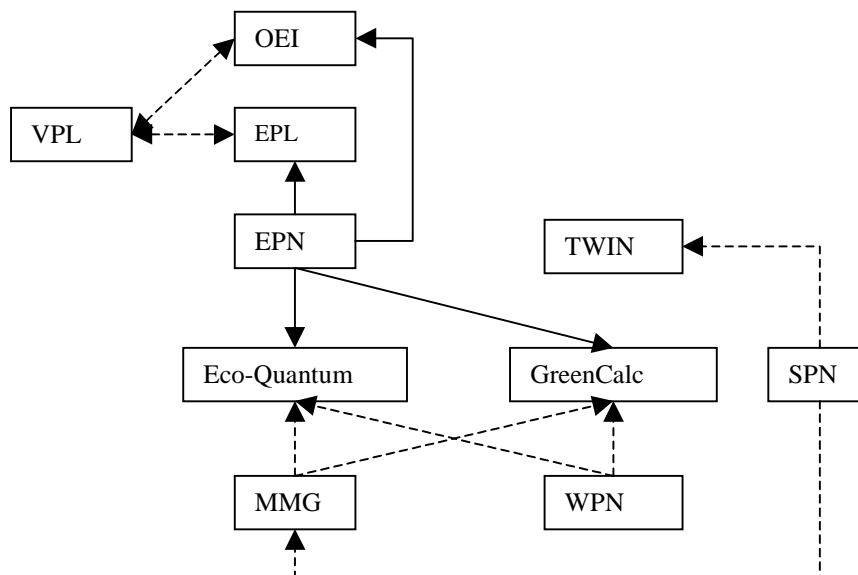 OEI
VPL
EPL
EPN
TWIN
Eco-Quantum
GreenCalc
SPN
MMG
WPN